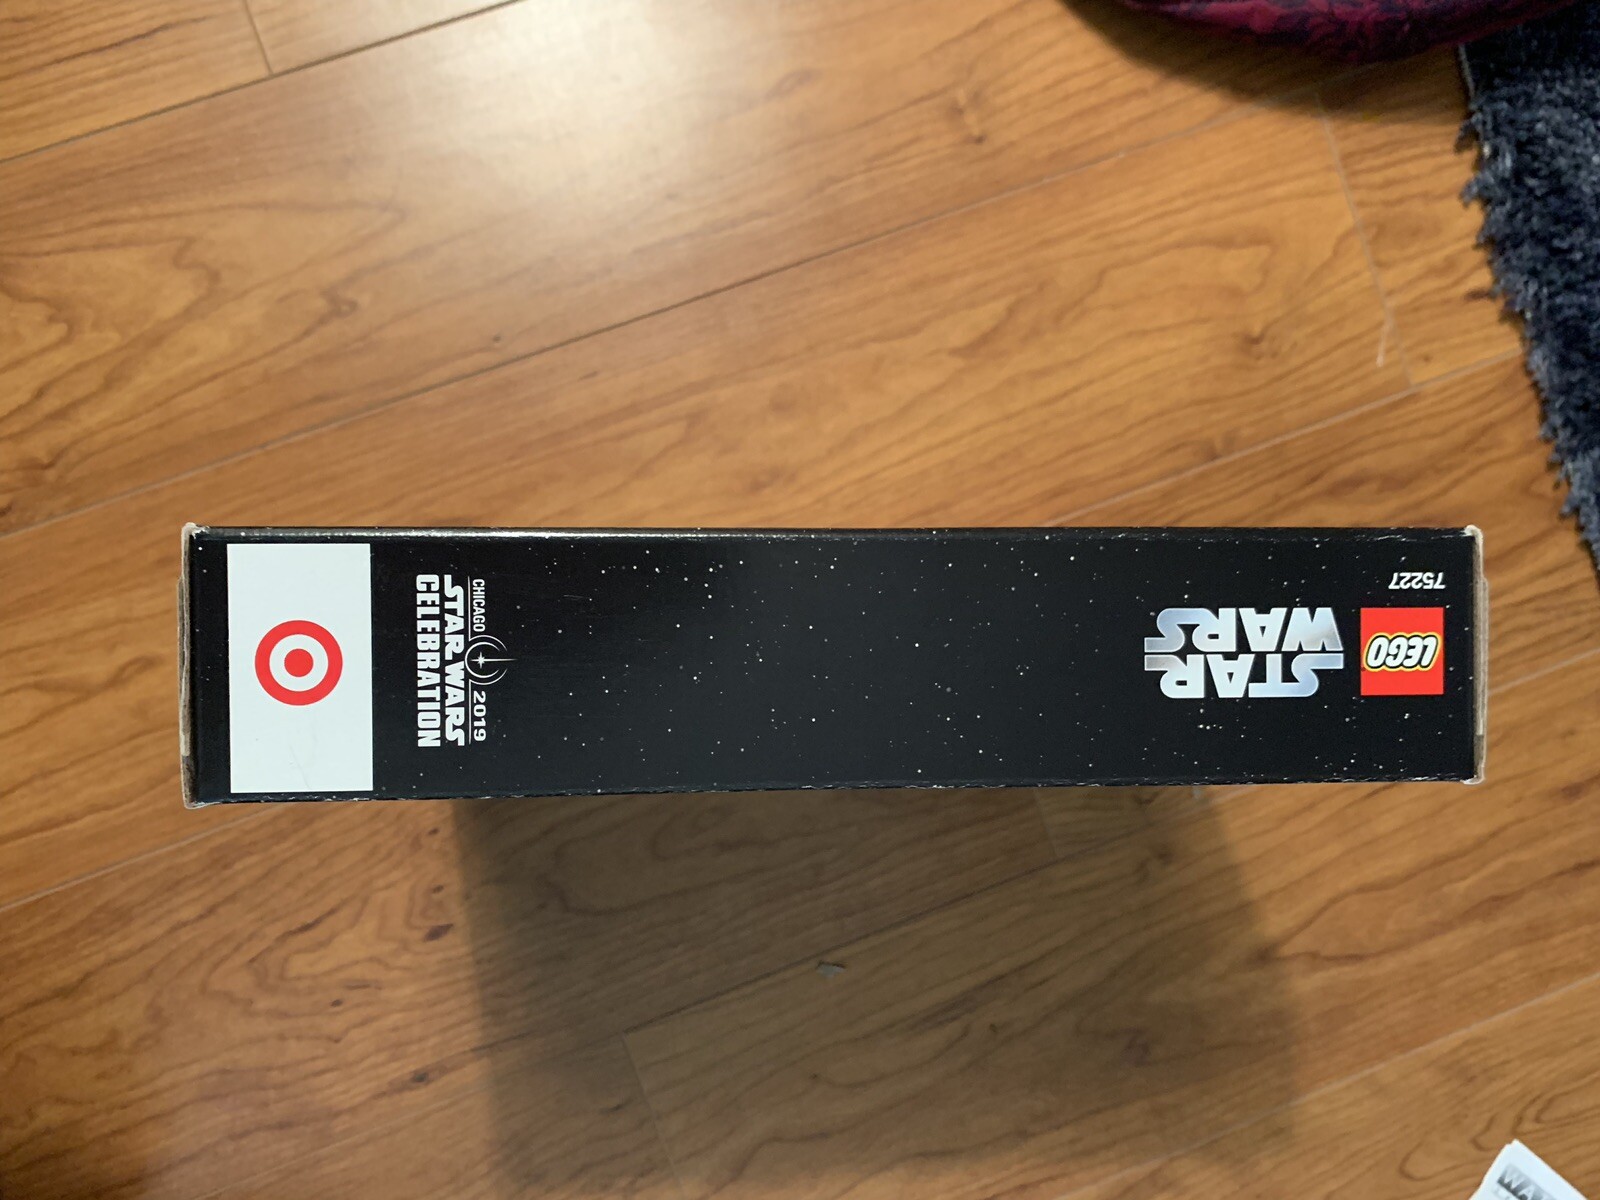 75227
LEGO
STAR
WARS
CHICAGO 2019
STAR WARS
CELEBRATION